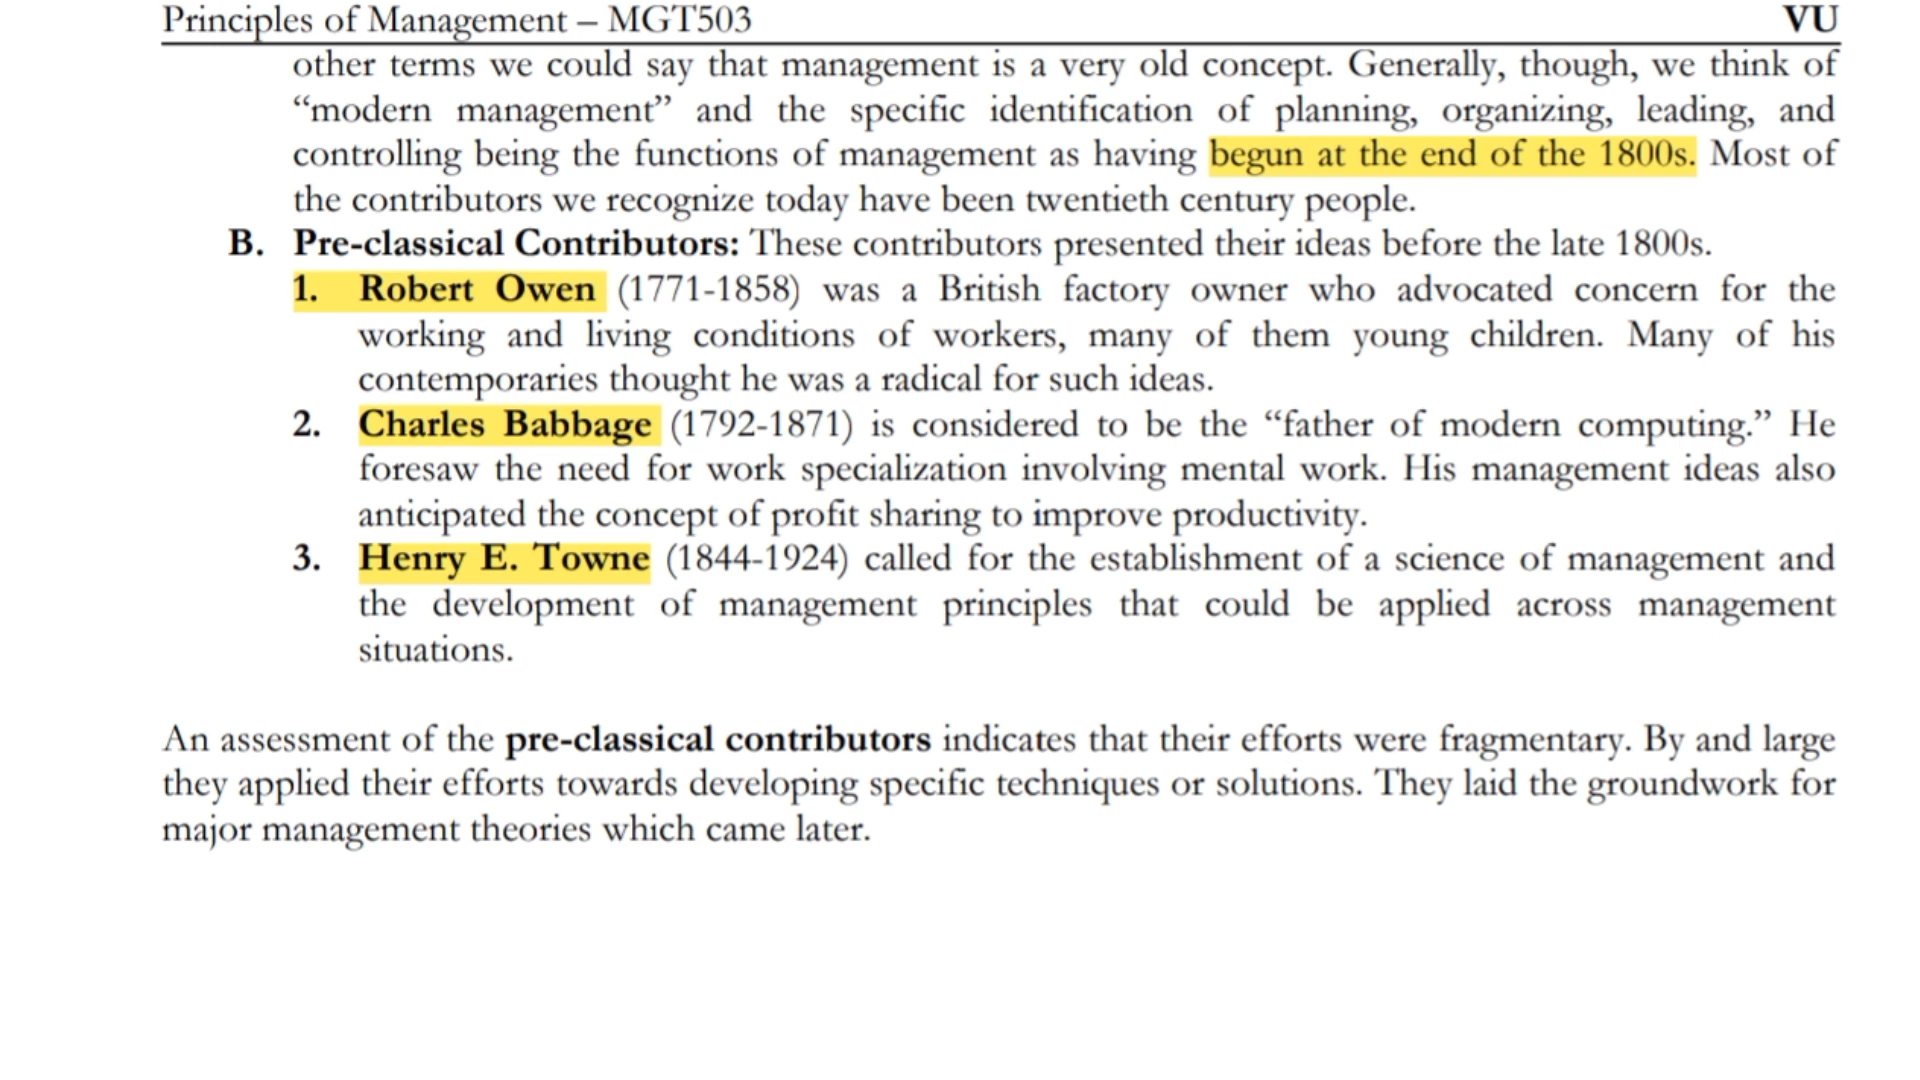 Principles of Management – MGT503 VU
other terms we could say that management is a very old concept. Generally, though, we think of
“modern management” and the specific identification of planning, organizing, leading, and
controlling being the functions of management as having begun at the end of the 1800s. Most of
the contributors we recognize today have been twentieth century people.
B. Pre-classical Contributors: These contributors presented their ideas before the late 1800s.
1. Robert Owen (1771-1858) was a British factory owner who advocated concern for the
working and living conditions of workers, many of them young children. Many of his
contemporaries thought he was a radical for such ideas.
2. Charles Babbage (1792-1871) is considered to be the “father of modern computing.” He
foresaw the need for work specialization involving mental work. His management ideas also
anticipated the concept of profit sharing to improve productivity.
3. Henry E. Towne (1844-1924) called for the establishment of a science of management and
the development of management principles that could be applied across management
situations.
An assessment of the pre-classical contributors indicates that their efforts were fragmentary. By and large
they applied their efforts towards developing specific techniques or solutions. They laid the groundwork for
major management theories which came later.